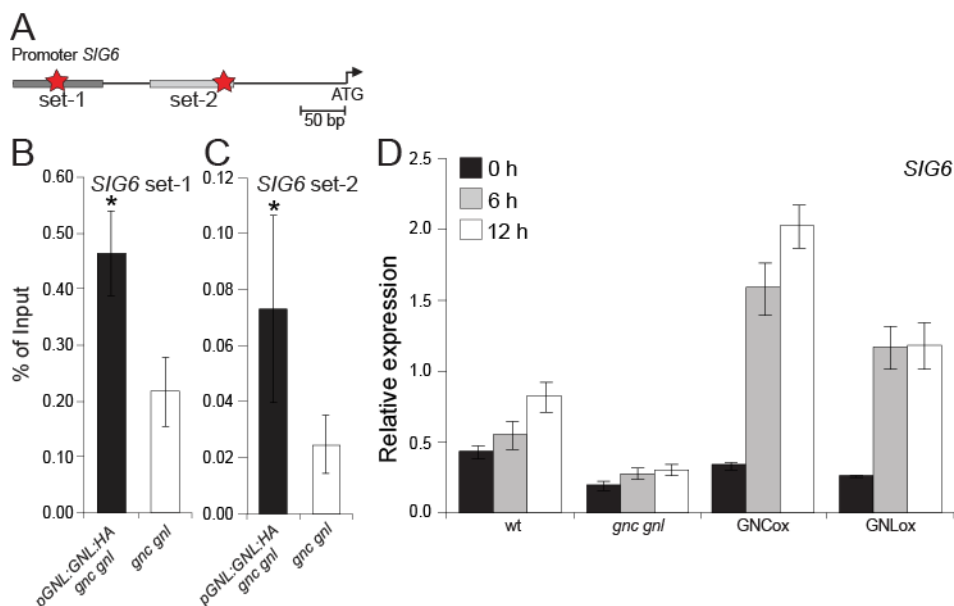 A
Promoter SIG6
set-1
set-2
ATG
50 bp
B
SIG6 set-1
*
% of Input
0.60
0.50
0.40
0.30
0.20
0.10
0.00
pGNL:GNL:HA
gnc gnl
gnc gnl
C
SIG6 set-2
*
0.12
0.10
0.08
0.06
0.04
0.02
0.00
pGNL:GNL:HA
gnc gnl
gnc gnl
D
SIG6
0 h
6 h
12 h
Relative expression
2.5
2.0
1.5
1.0
0.5
0.0
wt
gnc gnl
GNCox
GNLox